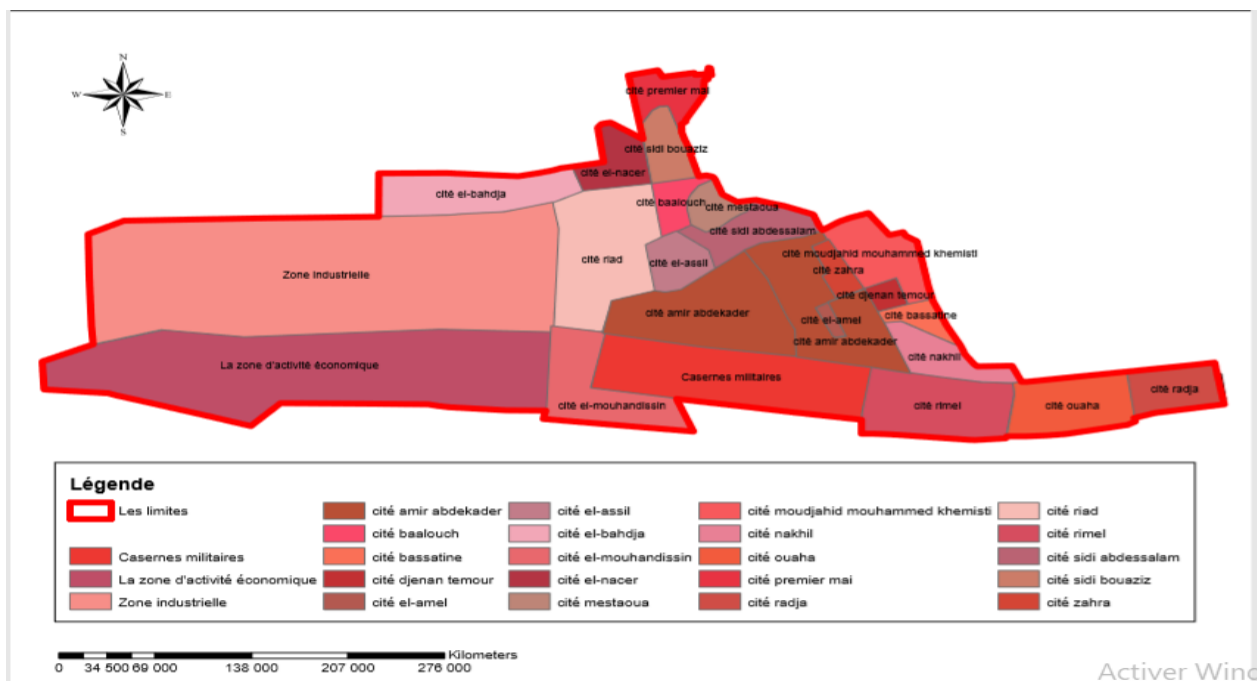 N
W E
S
cité premier mai
cité sidi bouaziz
cité el-nacer
cité el-bahdja
cité baalouch
cité mestaoua
cité sidi abdessalam
cité moudjahid mouhammed khemisti
cité riad
cité el-assil
cité zahra
Zone industrielle
cité djenan temour
cité amir abdekader
cité el-amel
cité bassatine
cité amir abdekader
cité nakhil
La zone d'activité économique
Casernes militaires
cité radja
cité el-mouhandissin
cité rimel
cité ouaha
Légende
Les limites
Casernes militaires
La zone d'activité économique
Zone industrielle
cité amir abdekader
cité baalouch
cité bassatine
cité djenan temour
cité el-amel
cité el-assil
cité el-bahdja
cité el-mouhandissin
cité el-nacer
cité mestaoua
cité moudjahid mouhammed khemisti
cité nakhil
cité ouaha
cité premier mai
cité radja
cité riad
cité rimel
cité sidi abdessalam
cité sidi bouaziz
cité zahra
Kilometers
0 34 500 69 000 138 000 207 000 276 000
Activer Wind